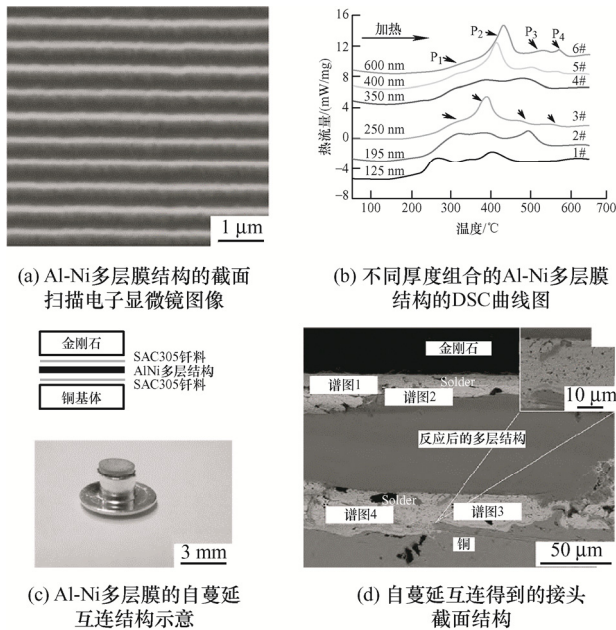 1 μm
(a) Al-Ni多层膜结构的截面
扫描电子显微镜图像
热流量/(mW/mg)
16
12
8
4
0
−4
−8
加热
P1
P2
P3
P4
600 nm
400 nm
350 nm
250 nm
195 nm
125 nm
6#
5#
4#
3#
2#
1#
100 200 300 400 500 600 700
温度/℃
(b) 不同厚度组合的Al-Ni多层膜
结构的DSC曲线图
金刚石
SAC305钎料
AlNi多层结构
SAC305钎料
铜基体
3 mm
(c) Al-Ni多层膜的自蔓延
互连结构示意
金刚石
谱图1
Solder
谱图2
10 μm
反应后的多层结构
Solder
谱图4
谱图3
铜
50 μm
(d) 自蔓延互连得到的接头
截面结构